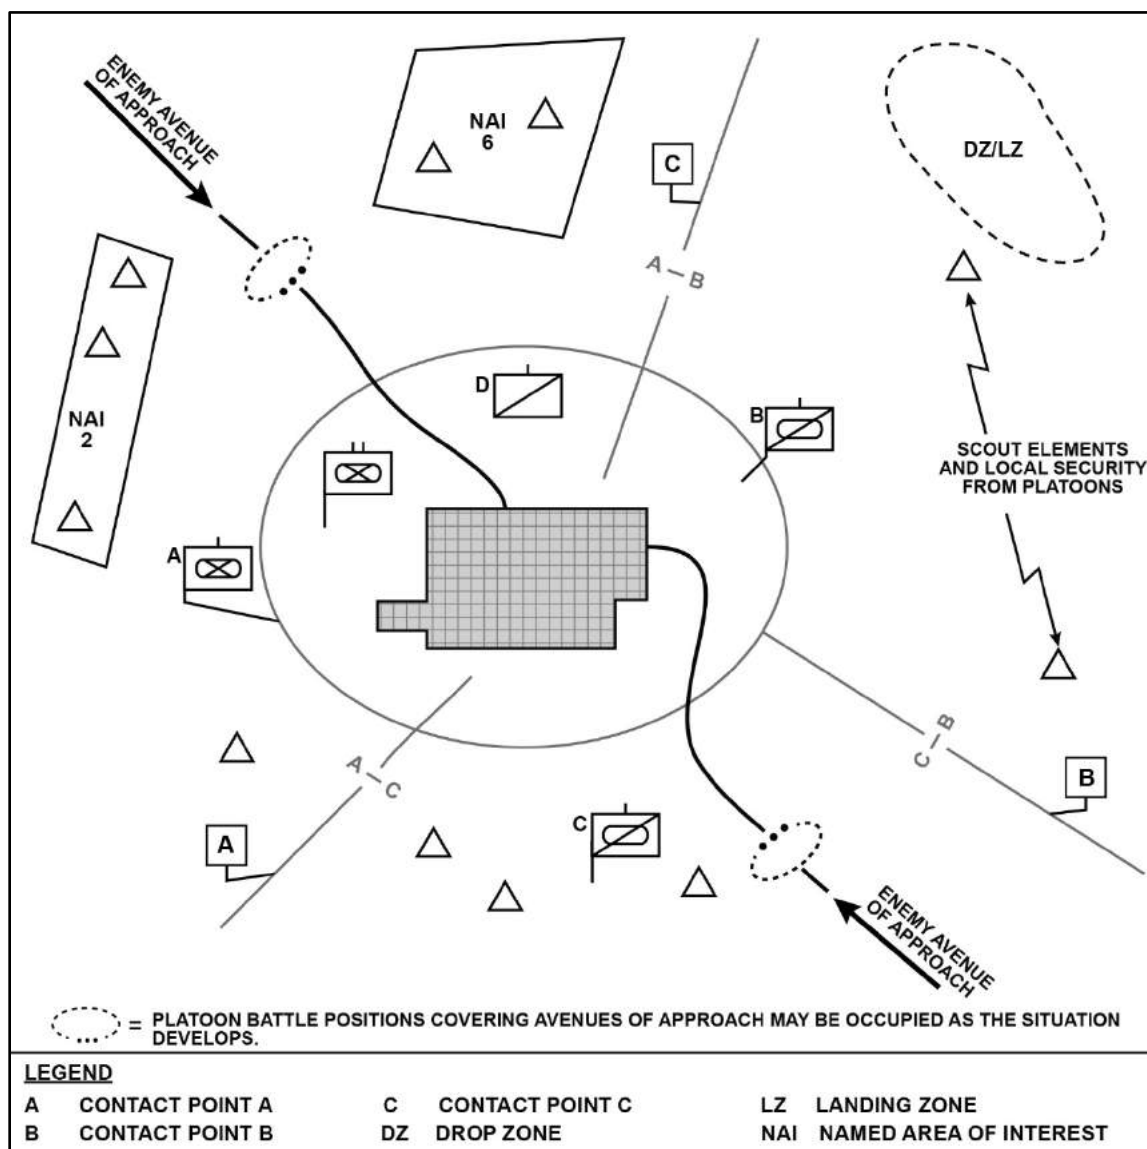 ENEMY AVENUE
OF APPROACH
NAI
6
C
DZ/LZ
A – B
NAI
2
D
B
SCOUT ELEMENTS
AND LOCAL SECURITY
FROM PLATOONS
A
A – C
C – B
B
A
C
ENEMY AVENUE
OF APPROACH
= PLATOON BATTLE POSITIONS COVERING AVENUES OF APPROACH MAY BE OCCUPIED AS THE SITUATION
DEVELOPS.
LEGEND
A CONTACT POINT A C CONTACT POINT C LZ LANDING ZONE
B CONTACT POINT B DZ DROP ZONE NAI NAMED AREA OF INTEREST